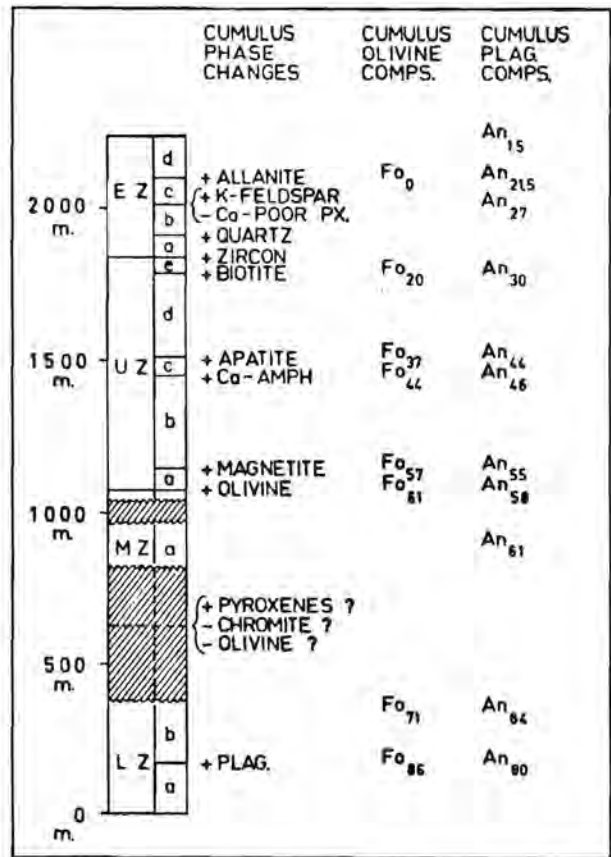 CUMULUS PHASE CHANGES
CUMULUS OLIVINE COMPS.
CUMULUS PLAG. COMPS.
An15
d
+ ALLANITE Fo0 An21.5
E Z c + K-FELDSPAR An27
2000 m. b - Ca-POOR PX.
a + QUARTZ
+ ZIRCON
e + BIOTITE Fo20 An30
d
1500 m. + APATITE Fo37 An44
U Z c + Ca-AMPH Fo44 An46
b
+ MAGNETITE Fo57 An55
a + OLIVINE Fo61 An58
1000 m.
M Z a An61
+ PYROXENES ?
- CHROMITE ?
- OLIVINE ?
500 m.
b Fo71 An64
L Z + PLAG. Fo86 An80
a
0 m.